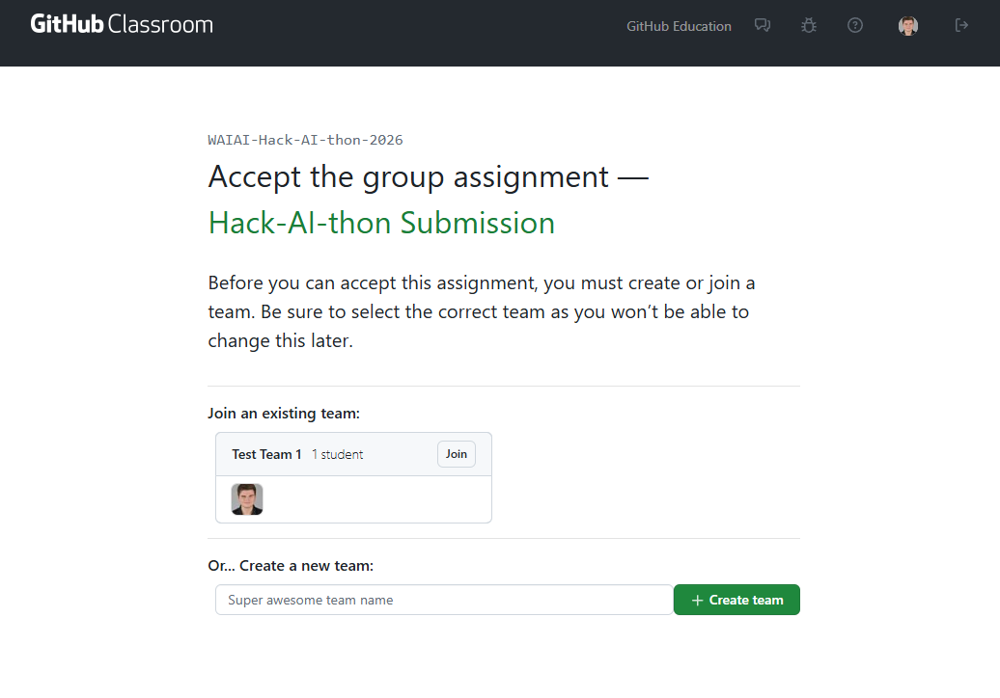 GitHub Classroom
GitHub Education
WAIAI-Hack-AI-thon-2026
Accept the group assignment —
Hack-AI-thon Submission
Before you can accept this assignment, you must create or join a
team. Be sure to select the correct team as you won’t be able to
change this later.
Join an existing team:
Test Team 1 1 student Join
Or... Create a new team:
Super awesome team name + Create team